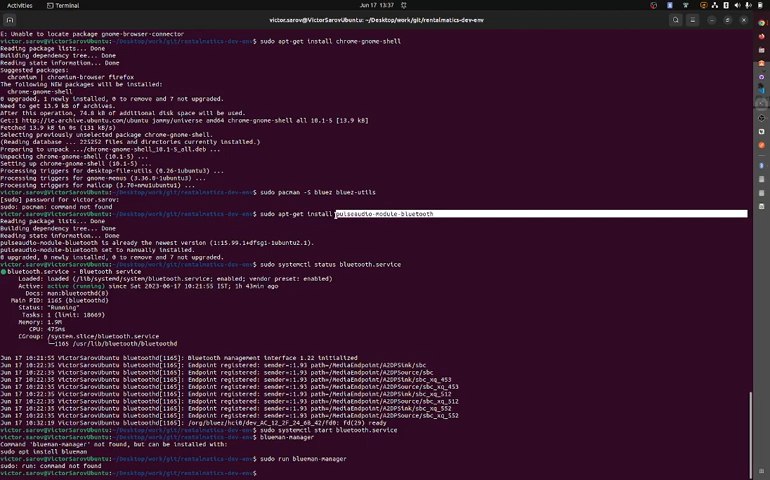 Activities Terminal Jun 17 13:37
victor.sarov@VictorSarovUbuntu: ~/Desktop/work/git/rentalmatics-dev-env
E: Unable to locate package gnome-browser-connector
victor.sarov@VictorSarovUbuntu:~/Desktop/work/git/rentalmatics-dev-env$ sudo apt-get install chrome-gnome-shell
Reading package lists... Done
Building dependency tree... Done
Reading state information... Done
Suggested packages:
chromium | chromium-browser firefox
The following NEW packages will be installed:
chrome-gnome-shell
0 upgraded, 1 newly installed, 0 to remove and 7 not upgraded.
Need to get 13.9 kB of archives.
After this operation, 74.8 kB of additional disk space will be used.
Get:1 http://ie.archive.ubuntu.com/ubuntu jammy/universe amd64 chrome-gnome-shell all 10.1-5 [13.9 kB]
Fetched 13.9 kB in 0s (131 kB/s)
Selecting previously unselected package chrome-gnome-shell.
(Reading database ... 225252 files and directories currently installed.)
Preparing to unpack .../chrome-gnome-shell_10.1-5_all.deb ...
Unpacking chrome-gnome-shell (10.1-5) ...
Setting up chrome-gnome-shell (10.1-5) ...
Processing triggers for desktop-file-utils (0.26-1ubuntu3) ...
Processing triggers for gnome-menus (3.36.0-1ubuntu3) ...
Processing triggers for mailcap (3.70+nmu1ubuntu1) ...
victor.sarov@VictorSarovUbuntu:~/Desktop/work/git/rentalmatics-dev-env$ sudo pacman -S bluez bluez-utils
[sudo] password for victor.sarov:
sudo: pacman: command not found
victor.sarov@VictorSarovUbuntu:~/Desktop/work/git/rentalmatics-dev-env$ sudo apt-get install pulseaudio-module-bluetooth
Reading package lists... Done
Building dependency tree... Done
Reading state information... Done
pulseaudio-module-bluetooth is already the newest version (1:15.99.1+dfsg1-1ubuntu2.1).
pulseaudio-module-bluetooth set to manually installed.
0 upgraded, 0 newly installed, 0 to remove and 7 not upgraded.
victor.sarov@VictorSarovUbuntu:~/Desktop/work/git/rentalmatics-dev-env$ sudo systemctl status bluetooth.service
● bluetooth.service - Bluetooth service
Loaded: loaded (/lib/systemd/system/bluetooth.service; enabled; vendor preset: enabled)
Active: active (running) since Sat 2023-06-17 10:21:55 IST; 1h 43min ago
Docs: man:bluetoothd(8)
Main PID: 1165 (bluetoothd)
Status: "Running"
Tasks: 1 (limit: 18669)
Memory: 1.9M
CPU: 475ms
CGroup: /system.slice/bluetooth.service
└─1165 /usr/lib/bluetooth/bluetoothd
Jun 17 10:21:55 VictorSarovUbuntu bluetoothd[1165]: Bluetooth management interface 1.22 initialized
Jun 17 10:22:35 VictorSarovUbuntu bluetoothd[1165]: Endpoint registered: sender=:1.93 path=/MediaEndpoint/A2DPSink/sbc
Jun 17 10:22:35 VictorSarovUbuntu bluetoothd[1165]: Endpoint registered: sender=:1.93 path=/MediaEndpoint/A2DPSource/sbc
Jun 17 10:22:35 VictorSarovUbuntu bluetoothd[1165]: Endpoint registered: sender=:1.93 path=/MediaEndpoint/A2DPSink/sbc_xq_453
Jun 17 10:22:35 VictorSarovUbuntu bluetoothd[1165]: Endpoint registered: sender=:1.93 path=/MediaEndpoint/A2DPSource/sbc_xq_453
Jun 17 10:22:35 VictorSarovUbuntu bluetoothd[1165]: Endpoint registered: sender=:1.93 path=/MediaEndpoint/A2DPSink/sbc_xq_512
Jun 17 10:22:35 VictorSarovUbuntu bluetoothd[1165]: Endpoint registered: sender=:1.93 path=/MediaEndpoint/A2DPSource/sbc_xq_512
Jun 17 10:22:35 VictorSarovUbuntu bluetoothd[1165]: Endpoint registered: sender=:1.93 path=/MediaEndpoint/A2DPSink/sbc_xq_552
Jun 17 10:22:35 VictorSarovUbuntu bluetoothd[1165]: Endpoint registered: sender=:1.93 path=/MediaEndpoint/A2DPSource/sbc_xq_552
Jun 17 10:32:19 VictorSarovUbuntu bluetoothd[1165]: /org/bluez/hci0/dev_AC_12_2F_24_60_42/fd0: fd(29) ready
victor.sarov@VictorSarovUbuntu:~/Desktop/work/git/rentalmatics-dev-env$ sudo systemctl start bluetooth.service
victor.sarov@VictorSarovUbuntu:~/Desktop/work/git/rentalmatics-dev-env$ blueman-manager
Command 'blueman-manager' not found, but can be installed with:
sudo apt install blueman
victor.sarov@VictorSarovUbuntu:~/Desktop/work/git/rentalmatics-dev-env$ sudo run blueman-manager
sudo: run: command not found
victor.sarov@VictorSarovUbuntu:~/Desktop/work/git/rentalmatics-dev-env$